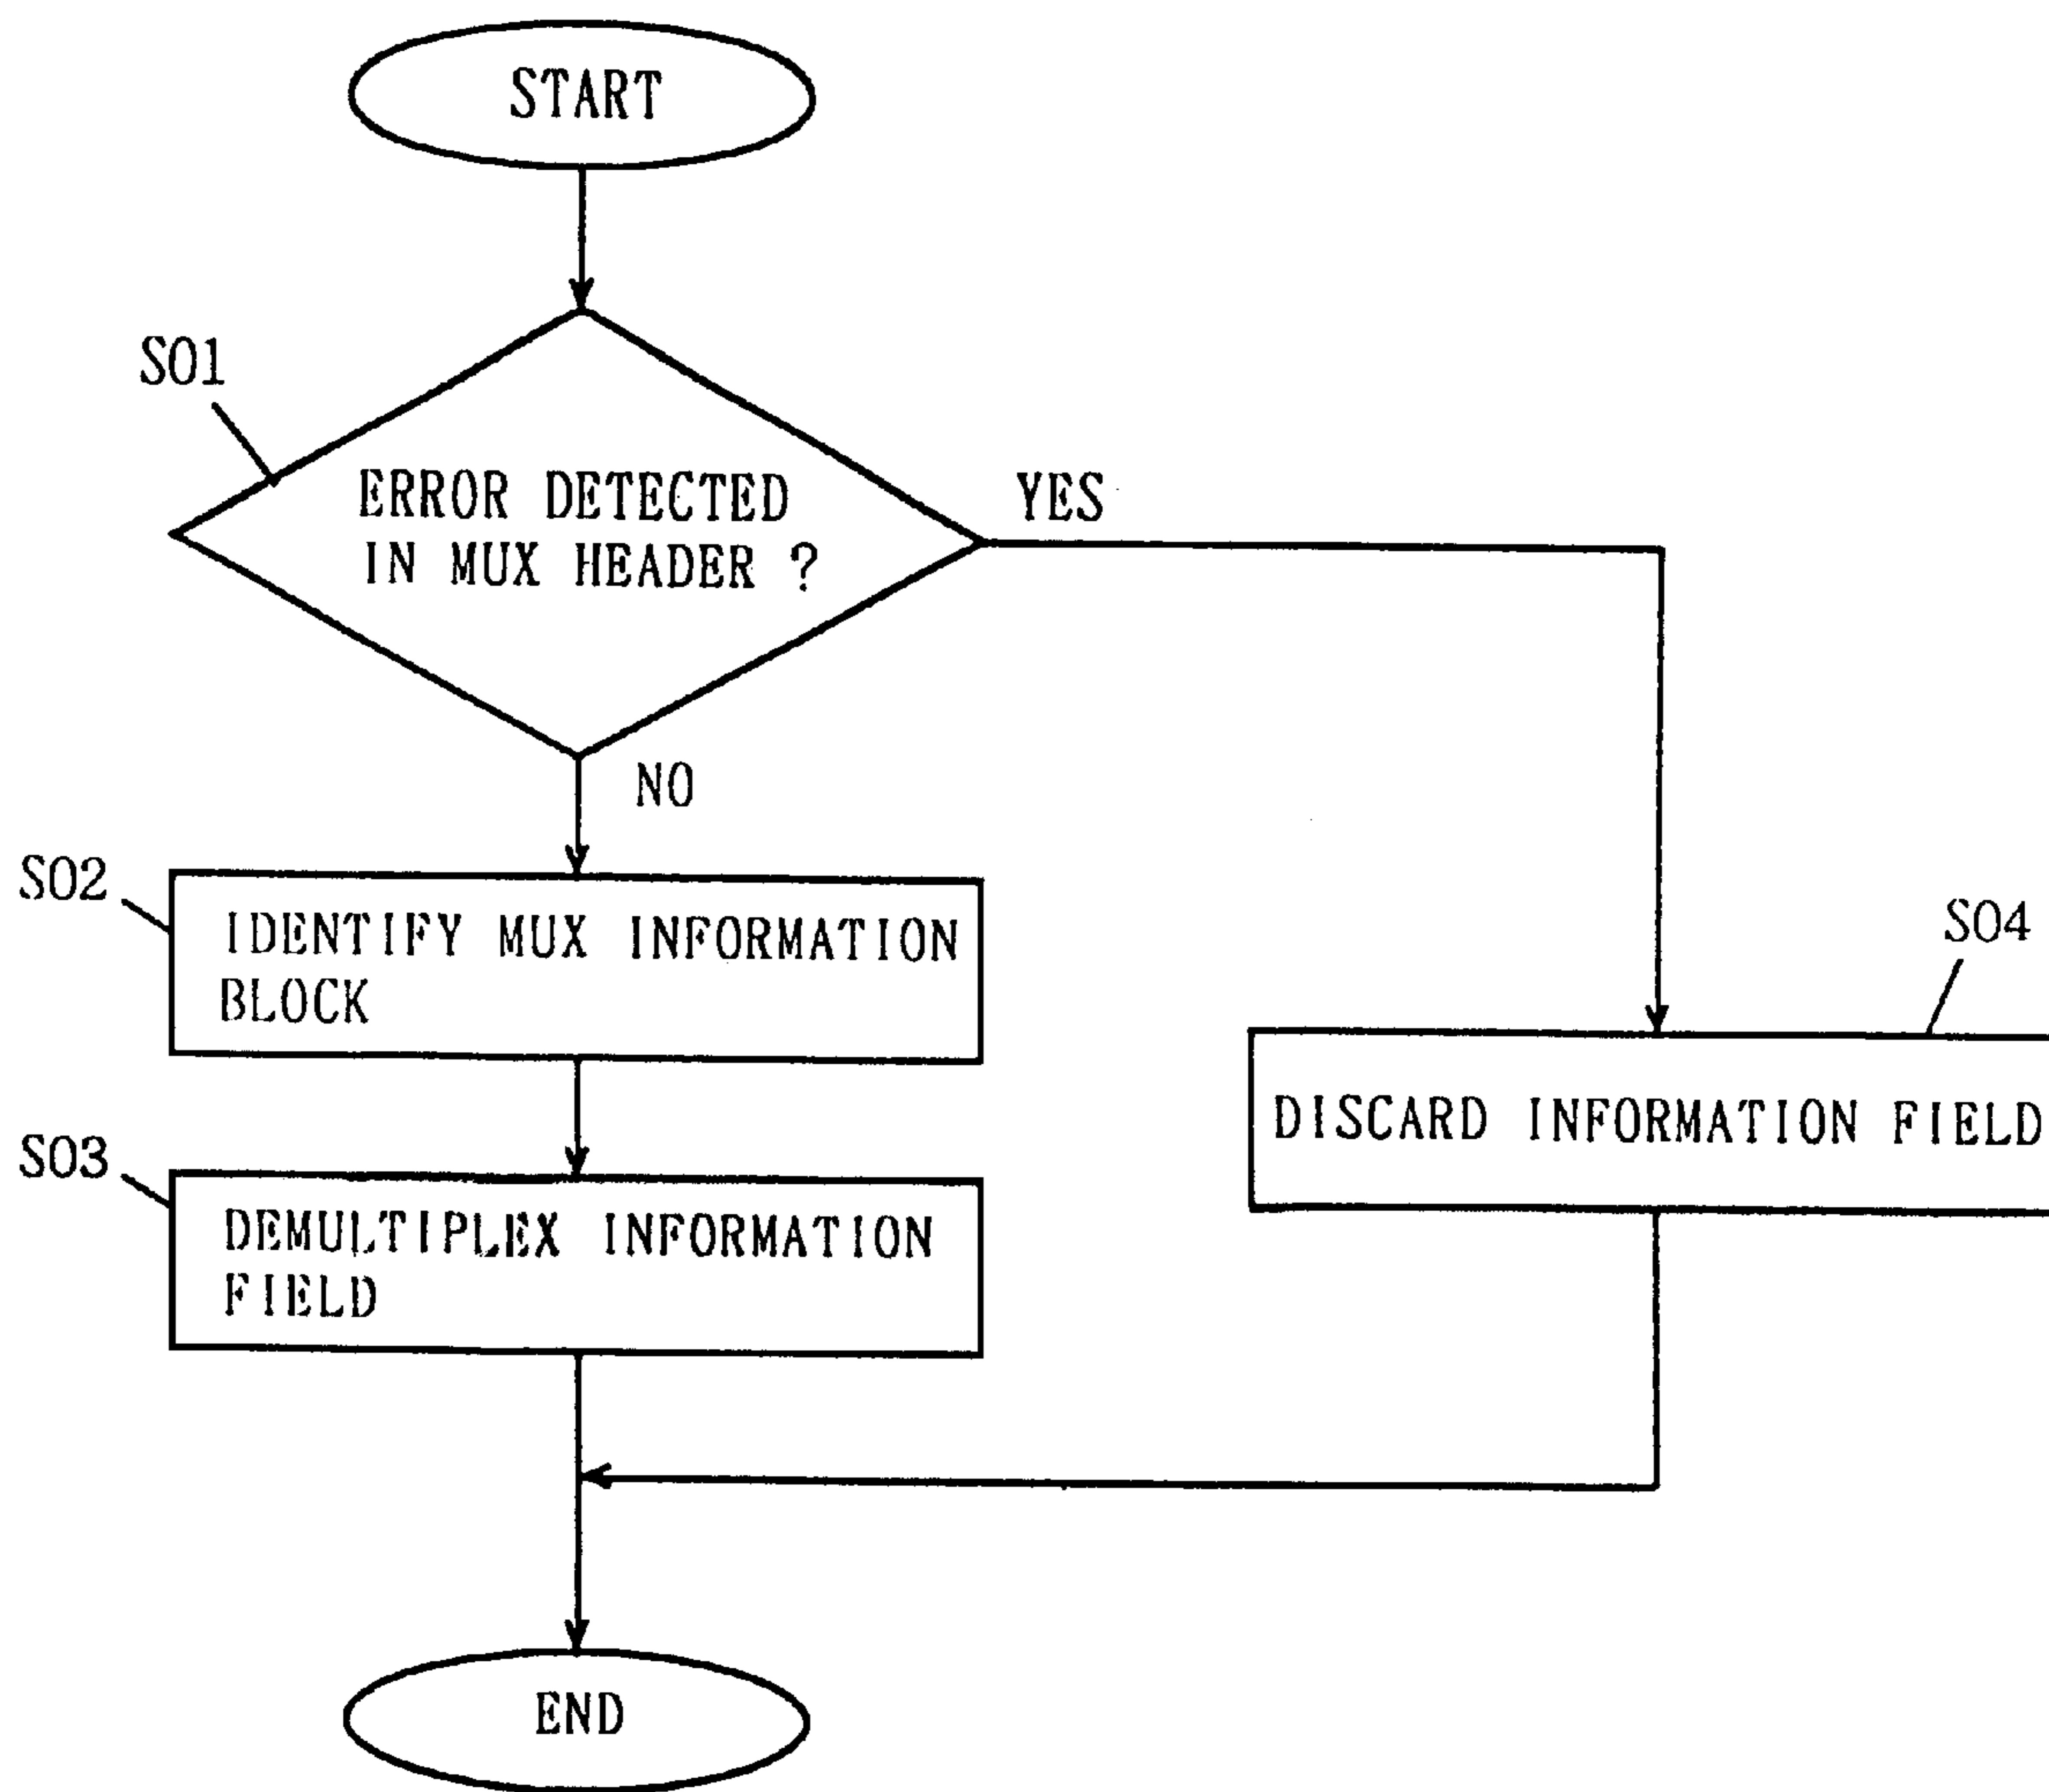 START
S01
ERROR DETECTED
IN MUX HEADER ?
YES
NO
S02
IDENTIFY MUX INFORMATION
BLOCK
S04
DISCARD INFORMATION FIELD
S03
DEMULTIPLEX INFORMATION
FIELD
END